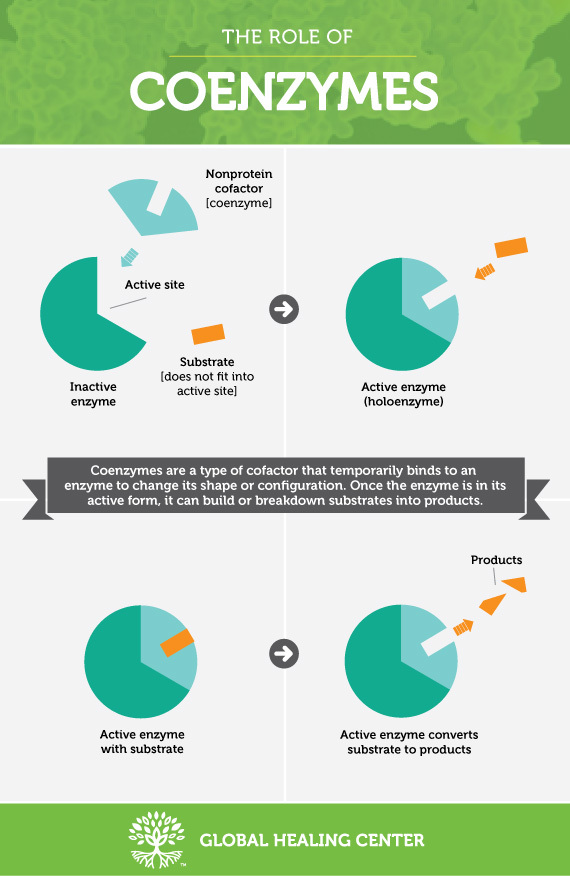 THE ROLE OF
COENZYMES
Nonprotein
cofactor
[coenzyme]
Active site
Substrate
[does not fit into
active site]
Inactive
enzyme
Active enzyme
(holoenzyme)
Coenzymes are a type of cofactor that temporarily binds to an
enzyme to change its shape or configuration. Once the enzyme is in its
active form, it can build or breakdown substrates into products.
Active enzyme
with substrate
Products
Active enzyme converts
substrate to products
GLOBAL HEALING CENTER
TM